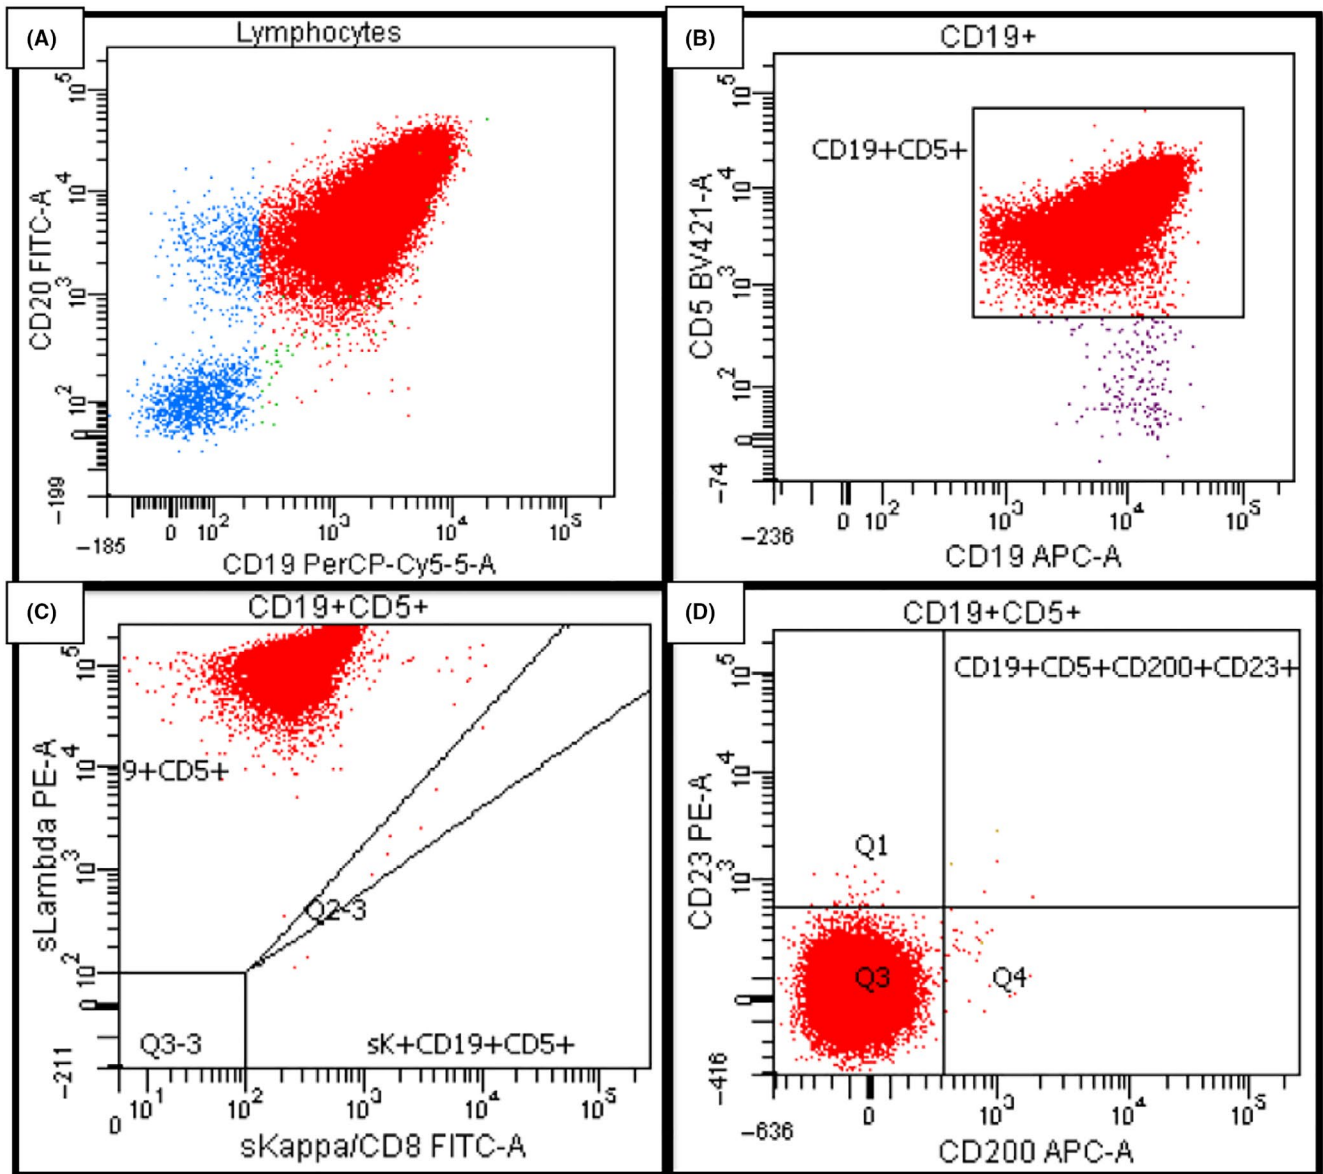 (A)
Lymphocytes
CD20 FITC-A
10^5
10^4
10^3
10^2
0
-199
-185
0 10^2 10^3 10^4 10^5
CD19 PerCP-Cy5-5-A
(B)
CD19+
CD19+CD5+
CD5 BV421-A
10^5
10^4
10^3
10^2
0
-74
-236
0 10^2 10^3 10^4 10^5
CD19 APC-A
(C)
CD19+CD5+
9+CD5+
sLambda PE-A
10^5
10^4
10^3
10^2
0
-211
Q2-3
Q3-3
sK+CD19+CD5+
0 10^1 10^2 10^3 10^4 10^5
sKappa/CD8 FITC-A
(D)
CD19+CD5+
CD19+CD5+CD200+CD23+
CD23 PE-A
10^5
10^4
10^3
0
-416
Q1
Q3
Q4
-636
0 10^3 10^4 10^5
CD200 APC-A